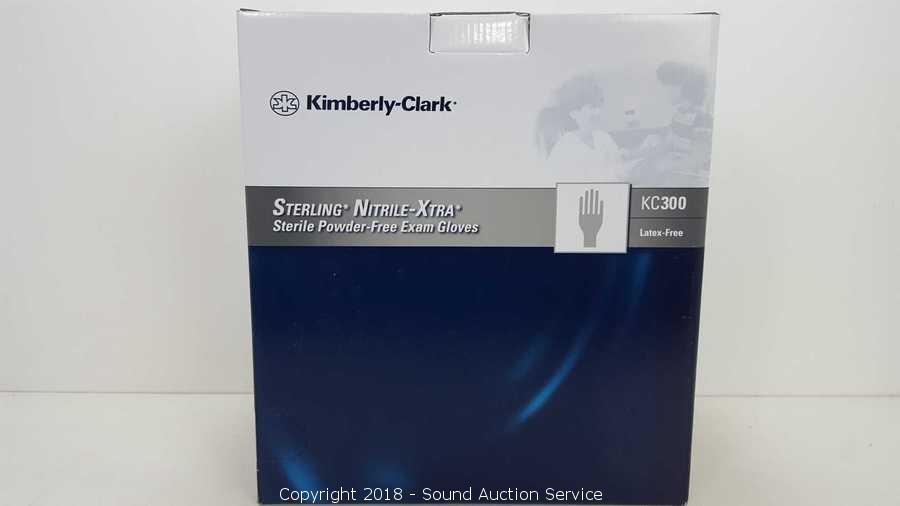 Kimberly-Clark*
STERLING* NITRILE-XTRA*
Sterile Powder-Free Exam Gloves
KC300
Latex-Free
Copyright 2018 - Sound Auction Service